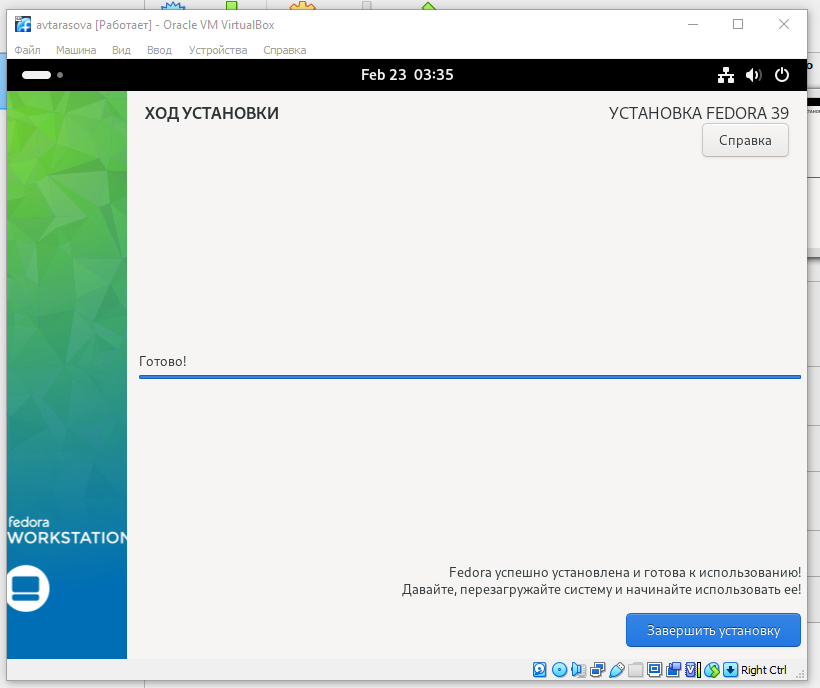 avtarasova [Работает] - Oracle VM VirtualBox
Файл Машина Вид Ввод Устройства Справка
Feb 23 03:35
ХОД УСТАНОВКИ
УСТАНОВКА FEDORA 39
Справка
Готово!
fedora
WORKSTATION
Fedora успешно установлена и готова к использованию!
Давайте, перезагружайте систему и начинайте использовать ее!
Завершить установку
Right Ctrl